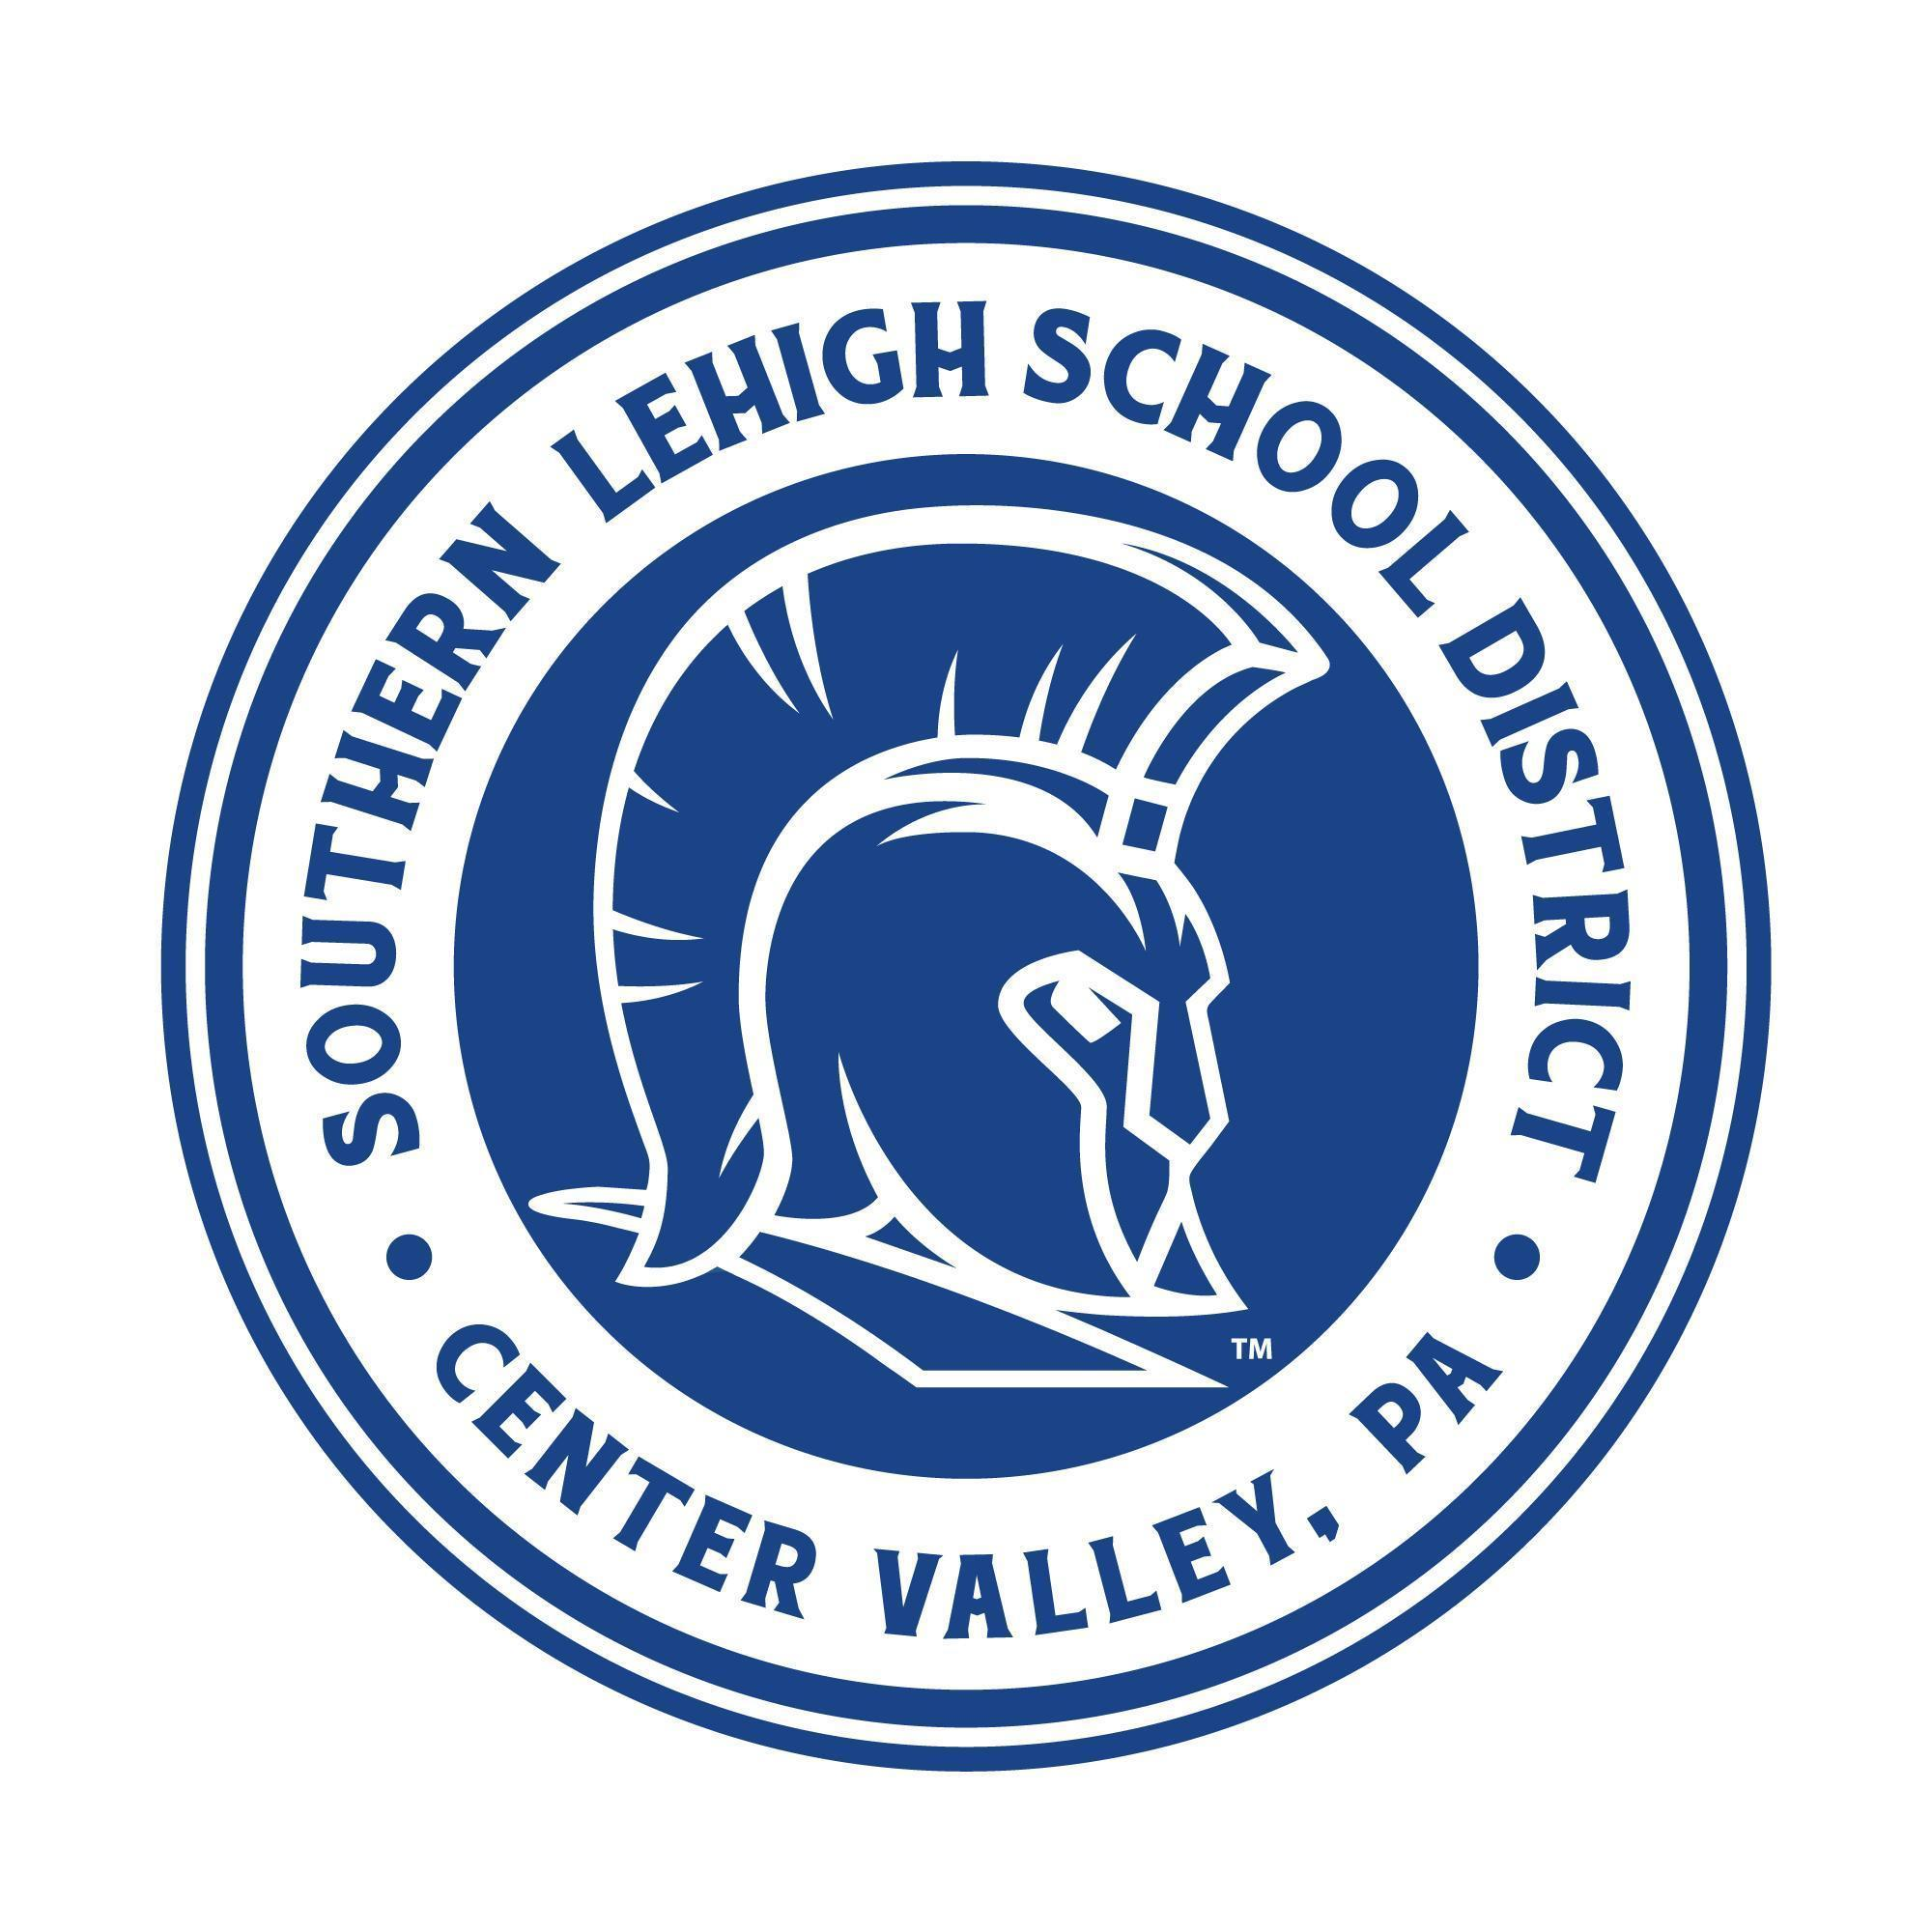 SOUTHERN LEHIGH SCHOOL DISTRICT
TM
• CENTER VALLEY, PA •